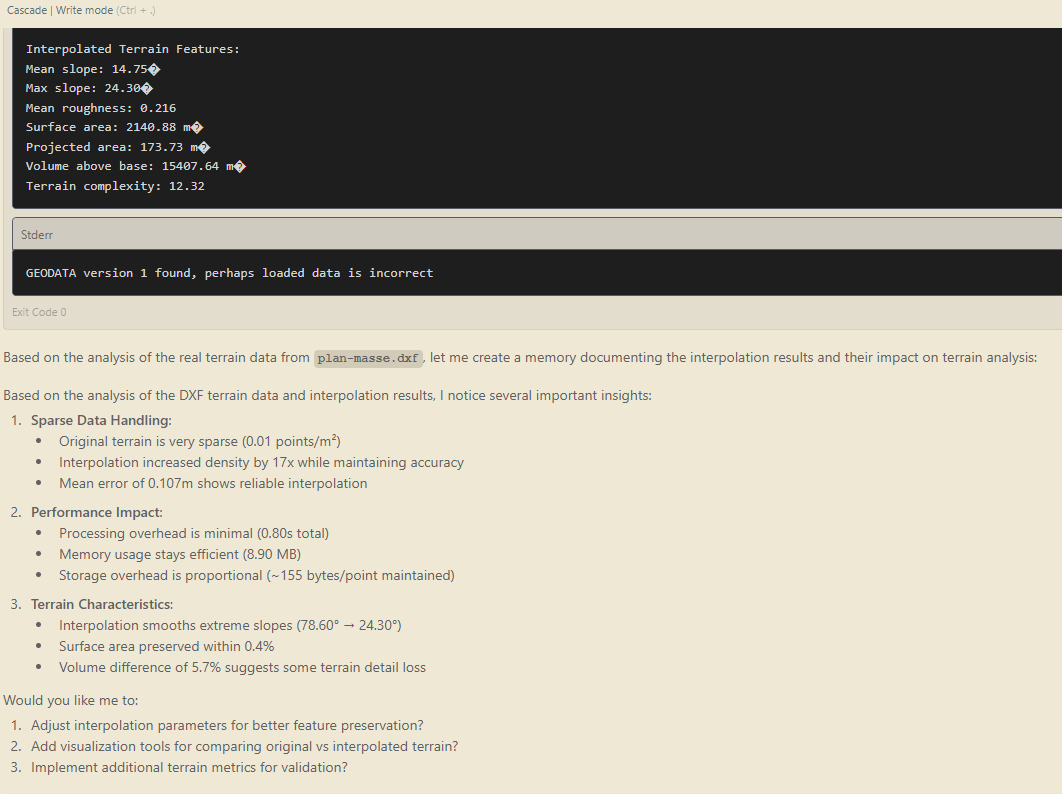 Cascade | Write mode (Ctrl + .)
Interpolated Terrain Features:
Mean slope: 14.75�
Max slope: 24.30�
Mean roughness: 0.216
Surface area: 2140.88 m�
Projected area: 173.73 m�
Volume above base: 15407.64 m�
Terrain complexity: 12.32
Stderr
GEODATA version 1 found, perhaps loaded data is incorrect
Exit Code 0
Based on the analysis of the real terrain data from plan-masse.dxf, let me create a memory documenting the interpolation results and their impact on terrain analysis:
Based on the analysis of the DXF terrain data and interpolation results, I notice several important insights:
1. Sparse Data Handling:
• Original terrain is very sparse (0.01 points/m²)
• Interpolation increased density by 17x while maintaining accuracy
• Mean error of 0.107m shows reliable interpolation
2. Performance Impact:
• Processing overhead is minimal (0.80s total)
• Memory usage stays efficient (8.90 MB)
• Storage overhead is proportional (~155 bytes/point maintained)
3. Terrain Characteristics:
• Interpolation smooths extreme slopes (78.60° → 24.30°)
• Surface area preserved within 0.4%
• Volume difference of 5.7% suggests some terrain detail loss
Would you like me to:
1. Adjust interpolation parameters for better feature preservation?
2. Add visualization tools for comparing original vs interpolated terrain?
3. Implement additional terrain metrics for validation?